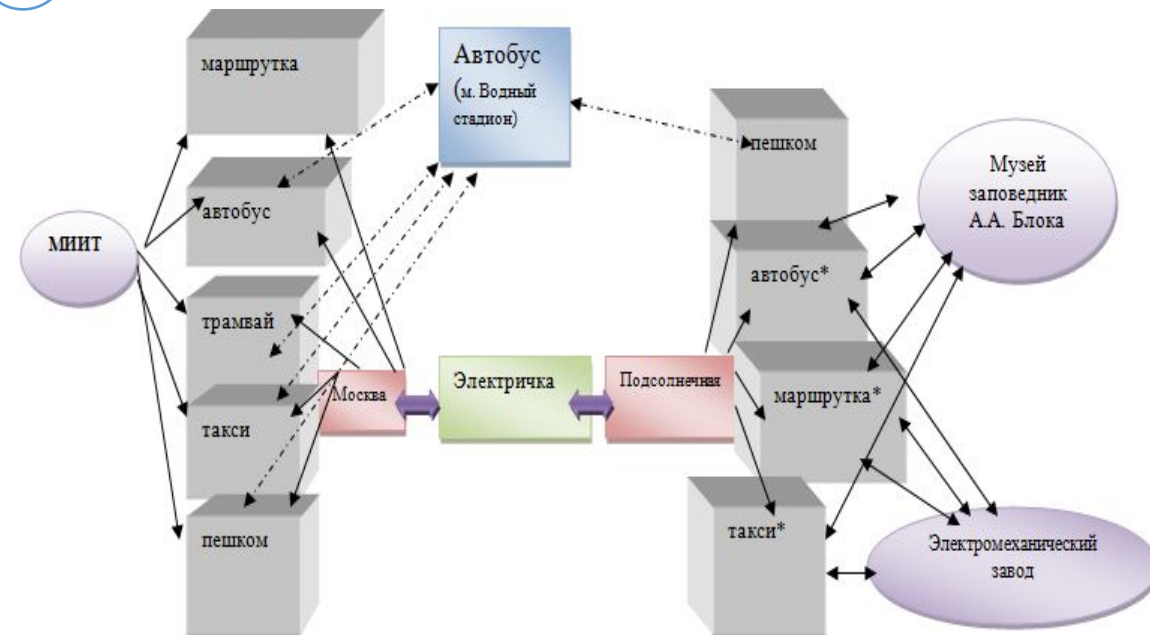 МИИТ
маршрутка
автобус
трамвай
такси
пешком
Автобус
(м. Водный
стадион)
Москва
Электричка
Подсолнечная
пешком
автобус*
маршрутка*
такси*
Музей
заповедник
А.А. Блока
Электромеханический
завод